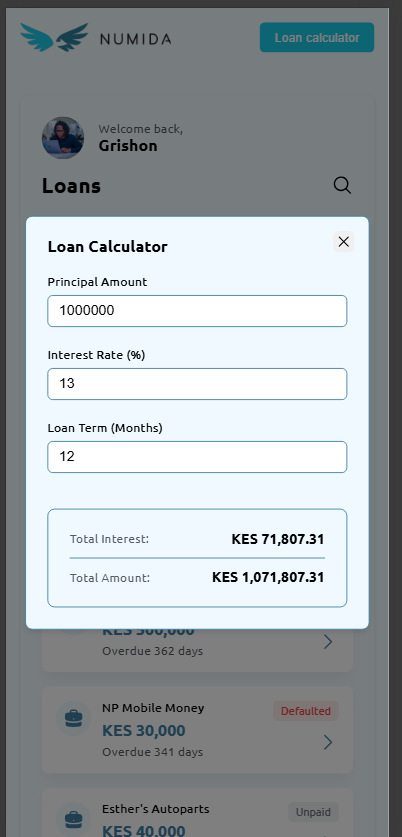 NUMIDA
Loan calculator
Welcome back,
Grishon
Loans
Loan Calculator
Principal Amount
1000000
Interest Rate (%)
13
Loan Term (Months)
12
Total Interest: KES 71,807.31
Total Amount: KES 1,071,807.31
KES 500,000
Overdue 362 days
NP Mobile Money
Defaulted
KES 30,000
Overdue 341 days
Esther's Autoparts
Unpaid
KES 40,000